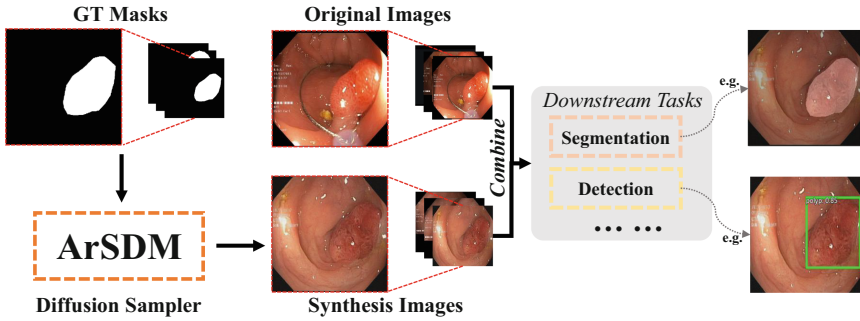 GT Masks
Original Images
Downstream Tasks
Segmentation
Detection
... ...
Combine
e.g.
e.g.
ArSDM
Diffusion Sampler
Synthesis Images